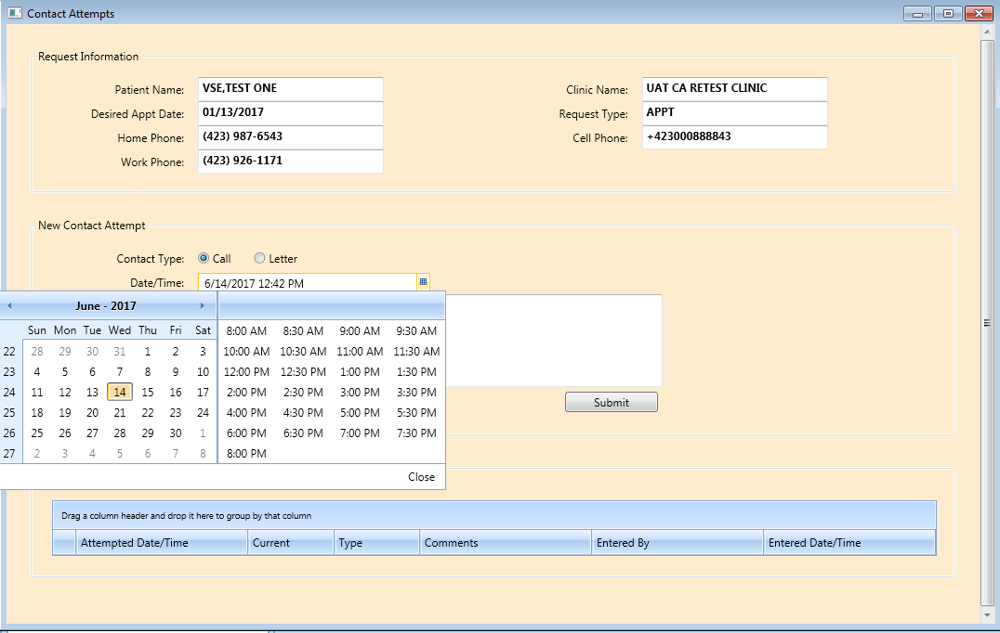 Contact Attempts
Request Information
Patient Name: VSE,TEST ONE Clinic Name: UAT CA RETEST CLINIC
Desired Appt Date: 01/13/2017 Request Type: APPT
Home Phone: (423) 987-6543 Cell Phone: +423000888843
Work Phone: (423) 926-1171
New Contact Attempt
Contact Type: Call Letter
Date/Time: 6/14/2017 12:42 PM
June - 2017
Sun Mon Tue Wed Thu Fri Sat 8:00 AM 8:30 AM 9:00 AM 9:30 AM
22 28 29 30 31 1 2 3 10:00 AM 10:30 AM 11:00 AM 11:30 AM
23 4 5 6 7 8 9 10 12:00 PM 12:30 PM 1:00 PM 1:30 PM
24 11 12 13 14 15 16 17 2:00 PM 2:30 PM 3:00 PM 3:30 PM
25 18 19 20 21 22 23 24 4:00 PM 4:30 PM 5:00 PM 5:30 PM
26 25 26 27 28 29 30 1 6:00 PM 6:30 PM 7:00 PM 7:30 PM
27 2 3 4 5 6 7 8 8:00 PM
Close
Submit
Drag a column header and drop it here to group by that column
Attempted Date/Time Current Type Comments Entered By Entered Date/Time